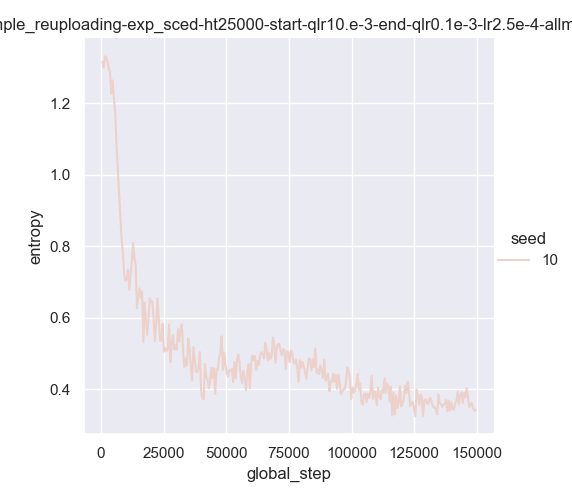 nple_reuploading-exp_sced-ht25000-start-qlr10.e-3-end-qlr0.1e-3-lr2.5e-4-allm
1.2
1.0
0.8
0.6
0.4
entropy
seed
10
0 25000 50000 75000 100000 125000 150000
global_step